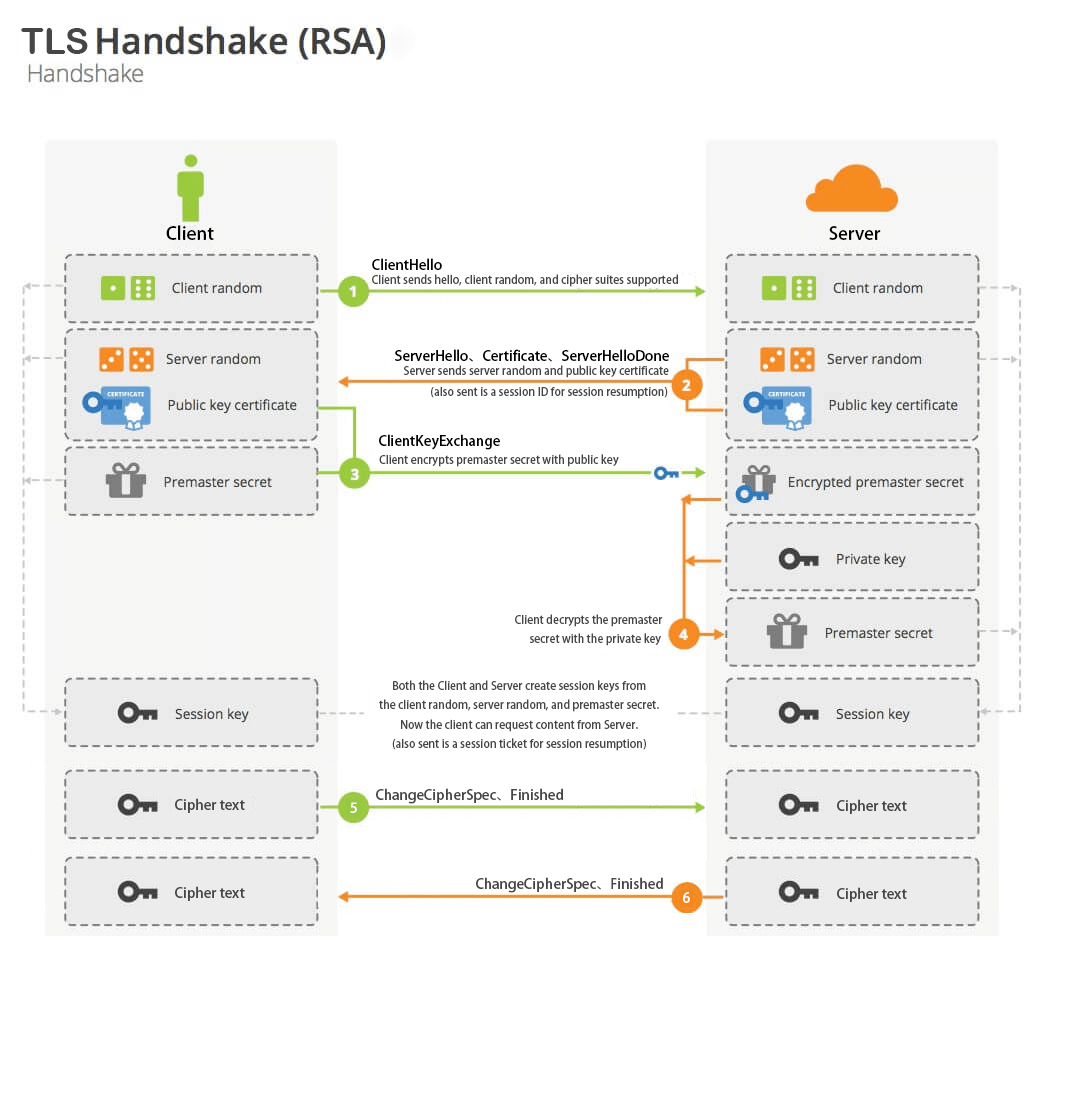 TLS Handshake (RSA)
Handshake
Client
Server
ClientHello
Client sends hello, client random, and cipher suites supported
1
Client random
Client random
ServerHello、Certificate、ServerHelloDone
Server sends server random and public key certificate
(also sent is a session ID for session resumption)
2
Server random
Public key certificate
CERTIFICATE
Server random
Public key certificate
CERTIFICATE
ClientKeyExchange
Client encrypts premaster secret with public key
3
Premaster secret
Encrypted premaster secret
Private key
Client decrypts the premaster
secret with the private key
4
Premaster secret
Both the Client and Server create session keys from
the client random, server random, and premaster secret.
Now the client can request content from Server.
(also sent is a session ticket for session resumption)
Session key
Session key
ChangeCipherSpec、Finished
5
Cipher text
Cipher text
ChangeCipherSpec、Finished
6
Cipher text
Cipher text